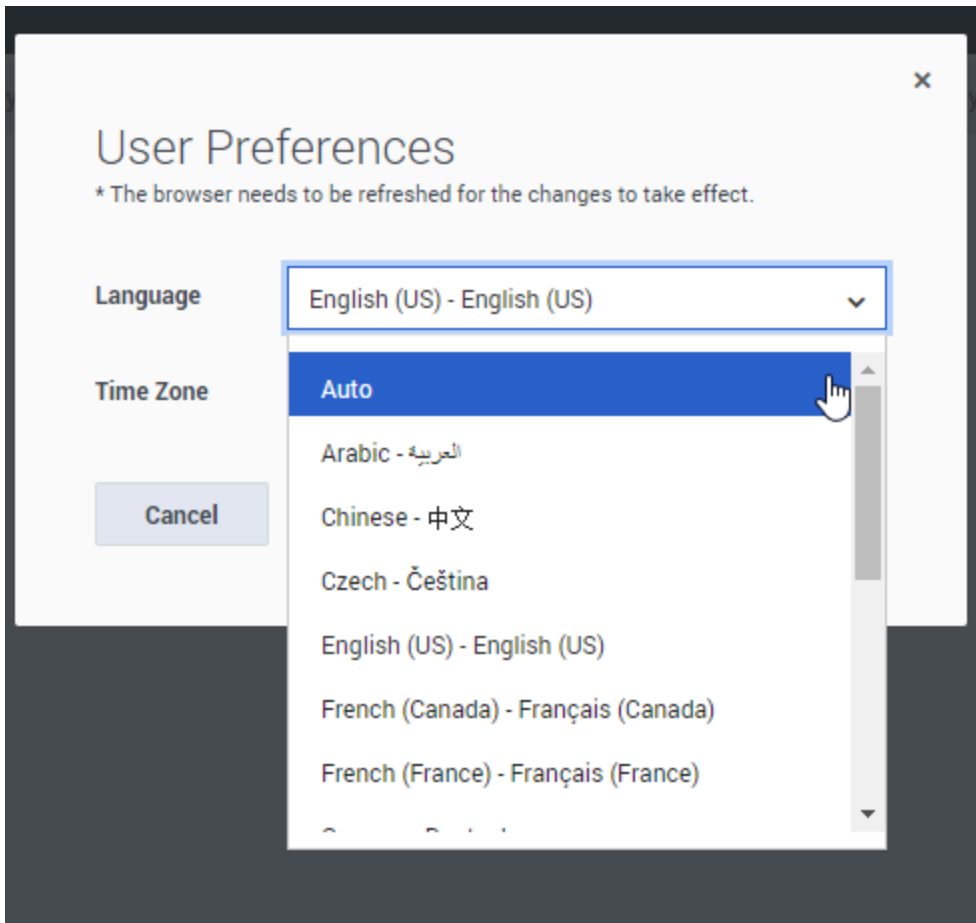 ×
User Preferences
* The browser needs to be refreshed for the changes to take effect.
Language
English (US) - English (US)
Time Zone
Auto
Arabic - العربية
Chinese - 中文
Cancel
Czech - Čeština
English (US) - English (US)
French (Canada) - Français (Canada)
French (France) - Français (France)